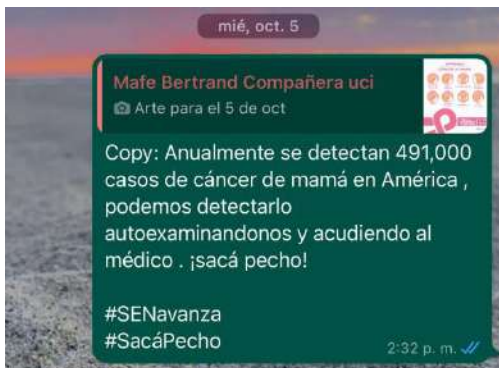 mié, oct. 5
Mafe Bertrand Compañera uci
Arte para el 5 de oct
Copy: Anualmente se detectan 491,000
casos de cáncer de mamá en América ,
podemos detectarlo
autoexaminandonos y acudiendo al
médico . ¡sacá pecho!
#SENavanza
#SacáPecho
2:32 p. m.